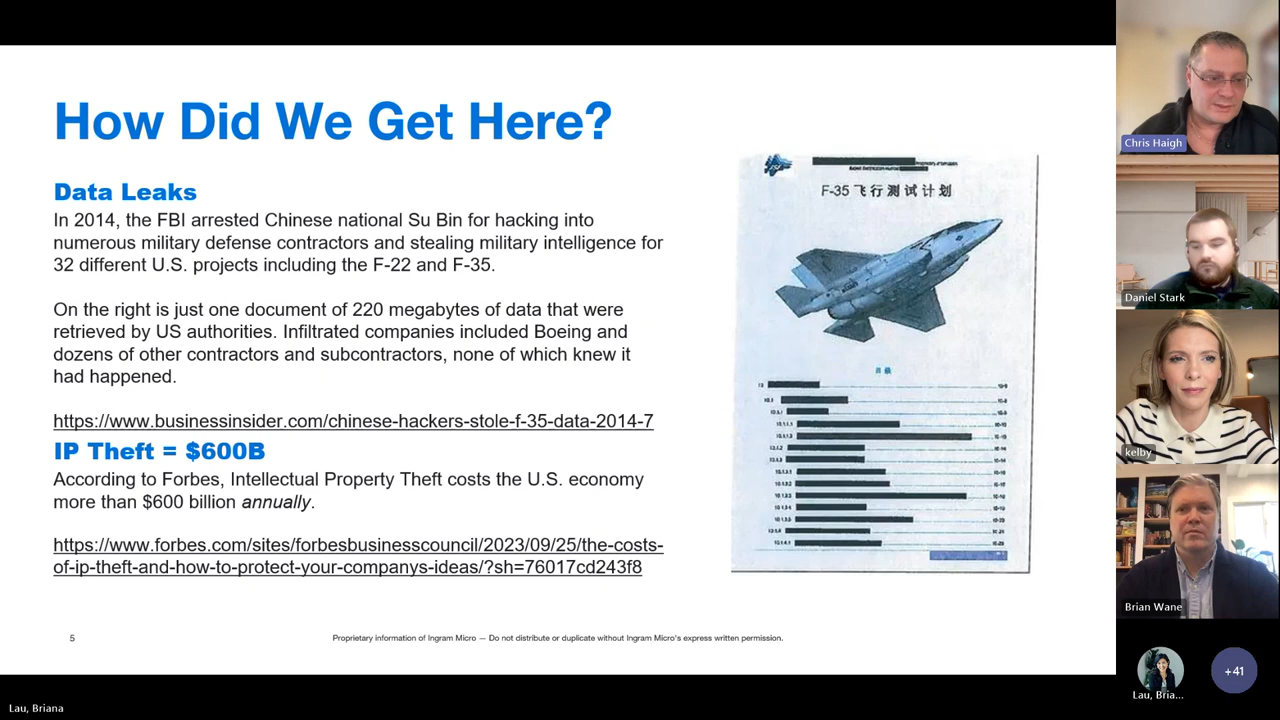 How Did We Get Here?
Data Leaks
In 2014, the FBI arrested Chinese national Su Bin for hacking into
numerous military defense contractors and stealing military intelligence for
32 different U.S. projects including the F-22 and F-35.
On the right is just one document of 220 megabytes of data that were
retrieved by US authorities. Infiltrated companies included Boeing and
dozens of other contractors and subcontractors, none of which knew it
had happened.
https://www.businessinsider.com/chinese-hackers-stole-f-35-data-2014-7
IP Theft = $600B
According to Forbes, Intellectual Property Theft costs the U.S. economy
more than $600 billion annually.
https://www.forbes.com/sites/forbesbusinesscouncil/2023/09/25/the-costs-
of-ip-theft-and-how-to-protect-your-companys-ideas/?sh=76017cd243f8
F-35 飞行测试计划
目录
5
Proprietary information of Ingram Micro — Do not distribute or duplicate without Ingram Micro's express written permission.
Chris Haigh
Daniel Stark
kelby
Brian Wane
Lau, Bria...
+41
Lau, Briana